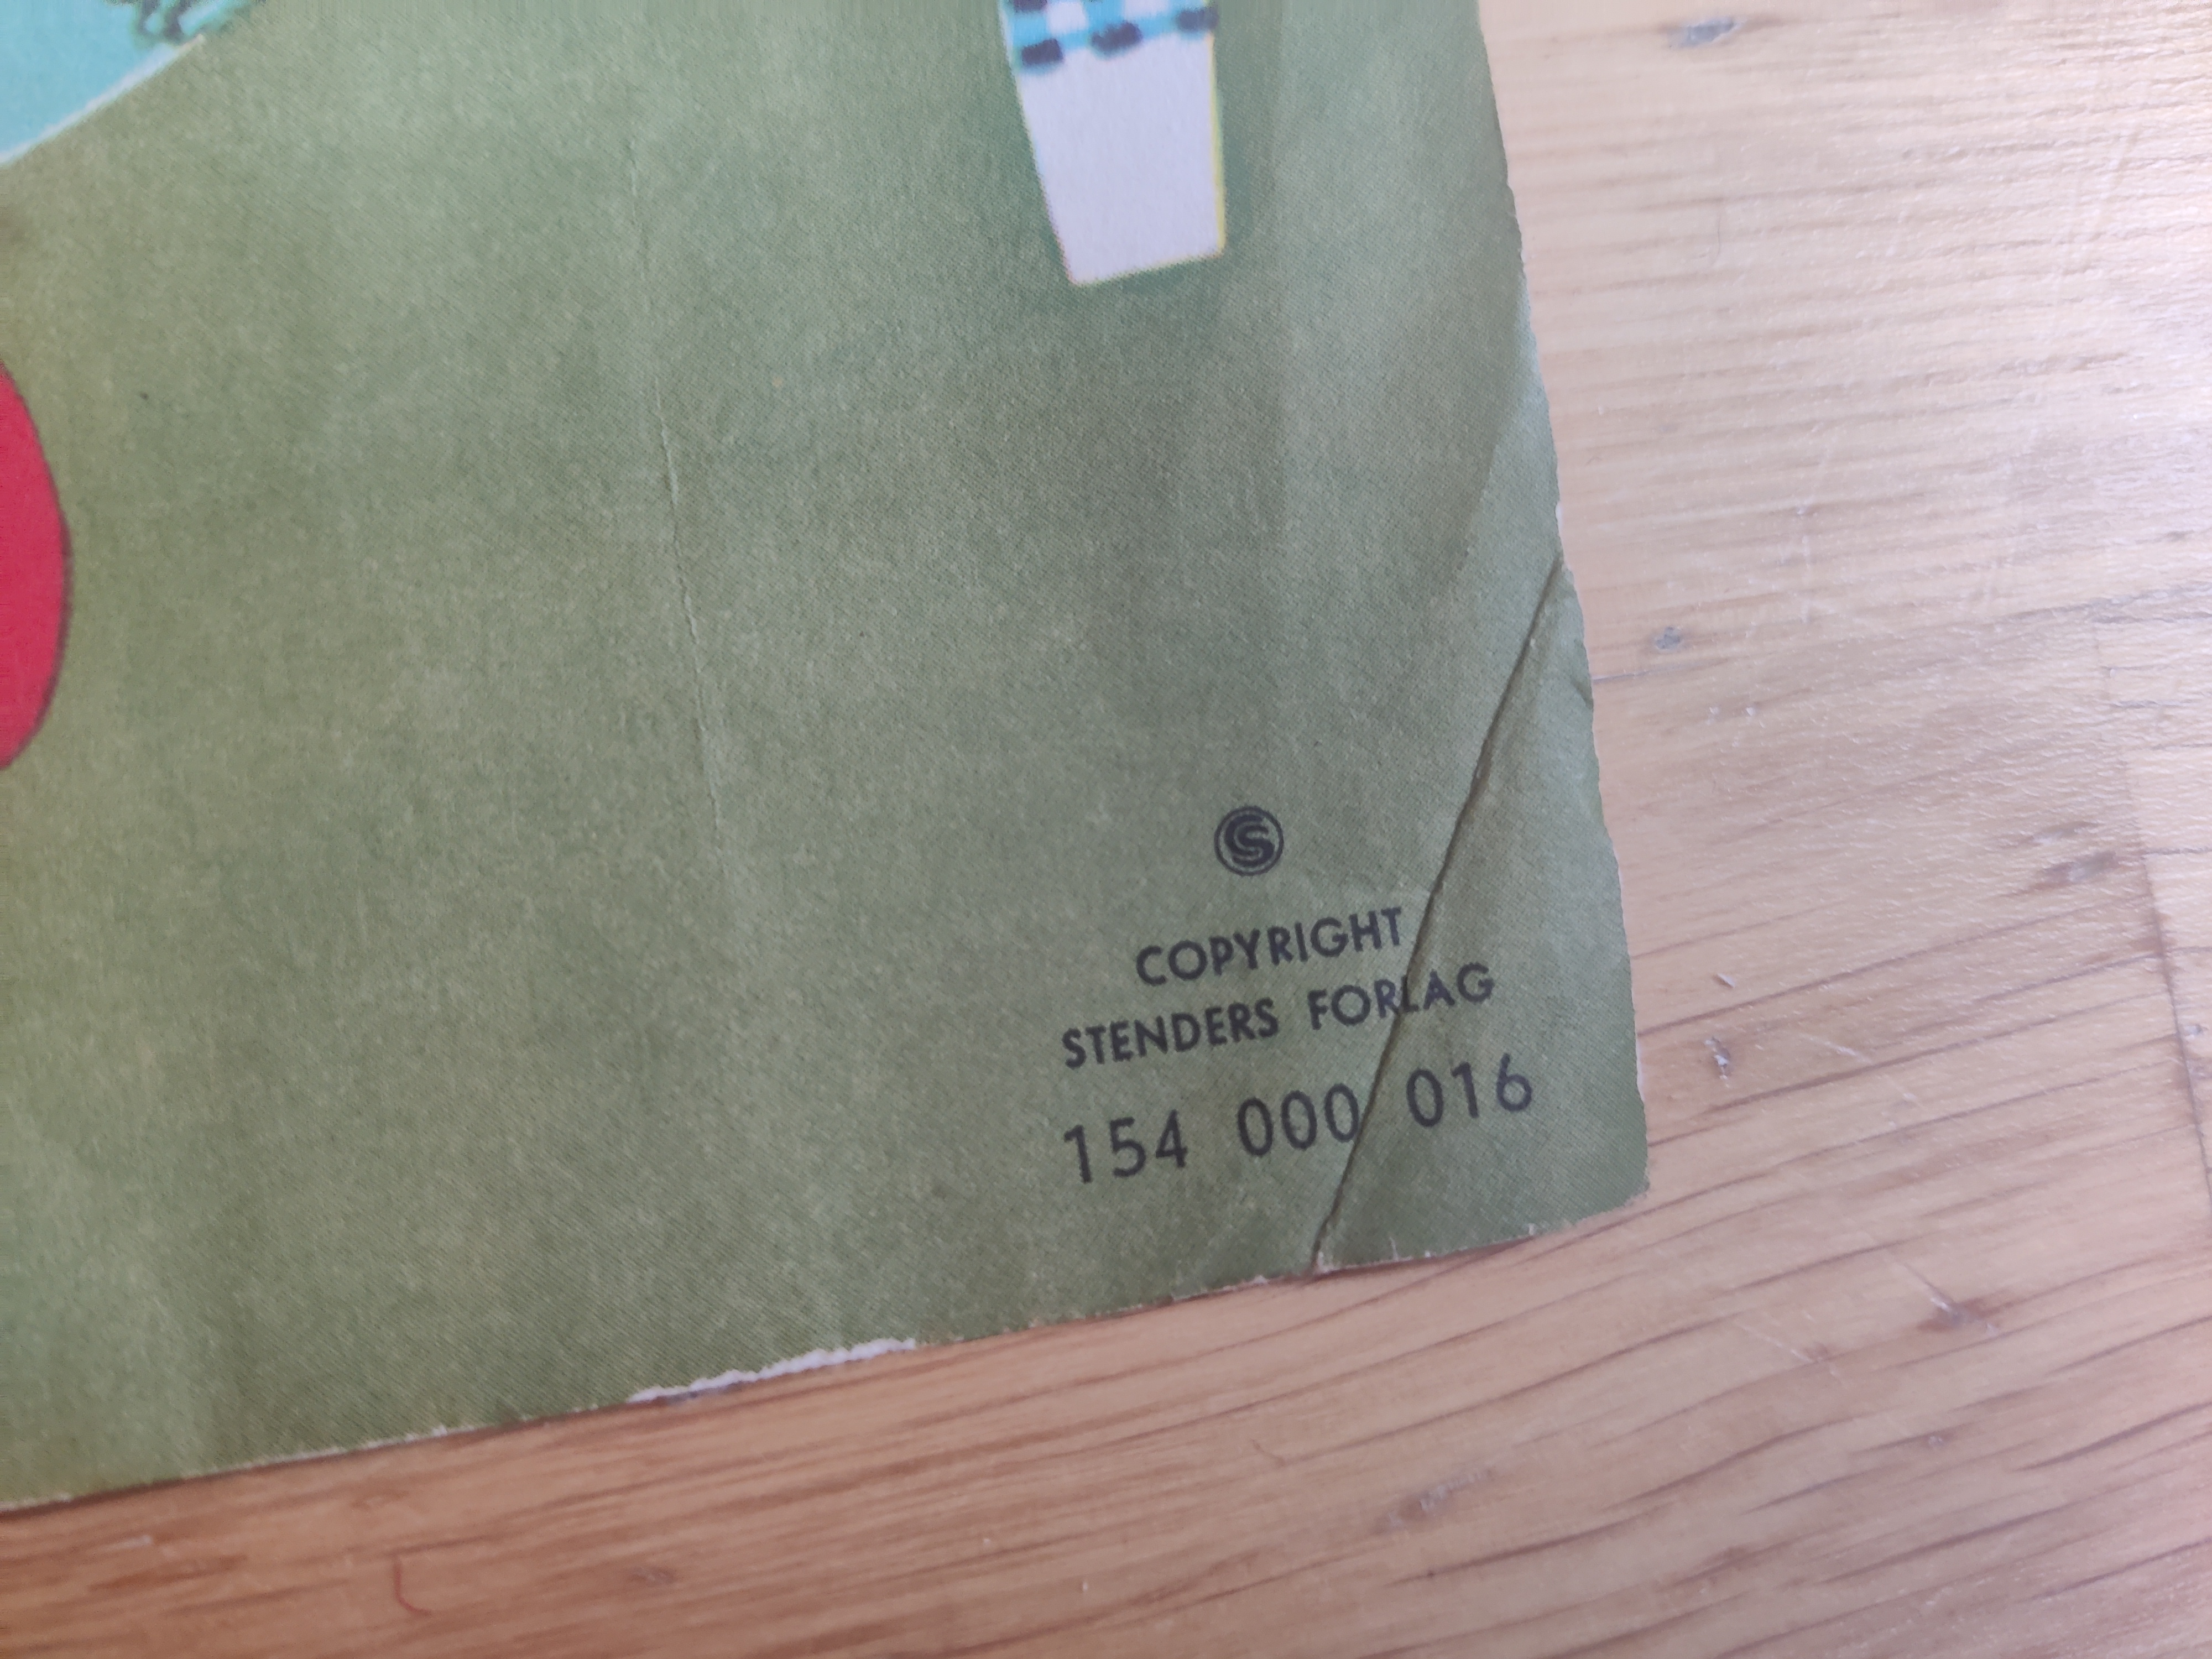 S
COPYRIGHT
STENDERS FORLAG
154 000 016